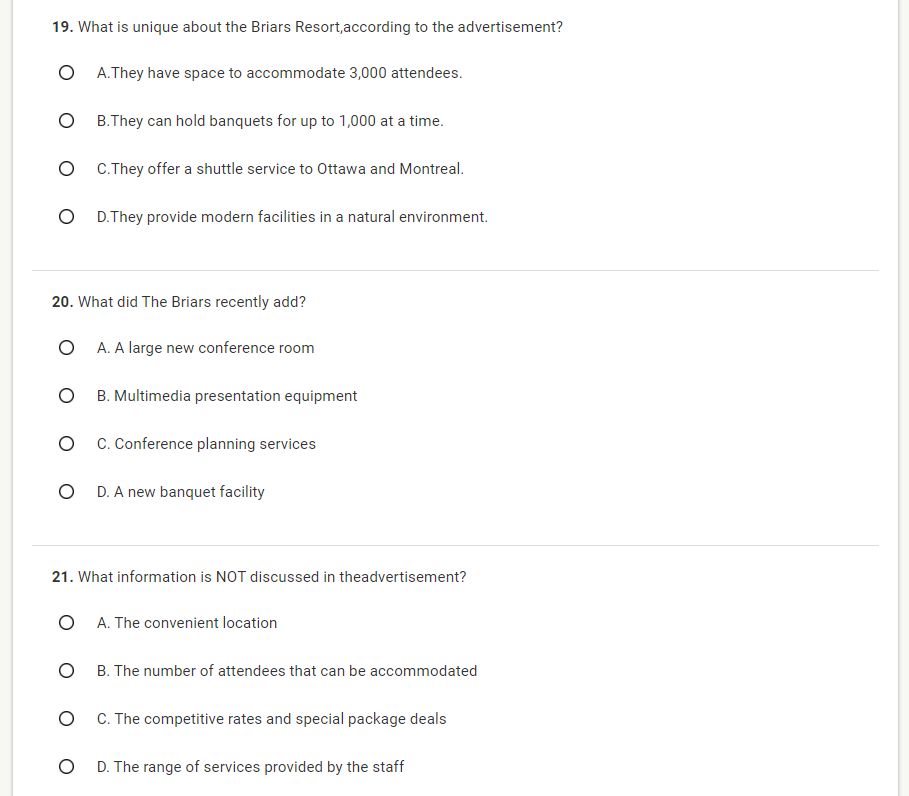 19. What is unique about the Briars Resort,according to the advertisement?
A.They have space to accommodate 3,000 attendees.
B.They can hold banquets for up to 1,000 at a time.
C.They offer a shuttle service to Ottawa and Montreal.
D.They provide modern facilities in a natural environment.
20. What did The Briars recently add?
A. A large new conference room
B. Multimedia presentation equipment
C. Conference planning services
D. A new banquet facility
21. What information is NOT discussed in theadvertisement?
A. The convenient location
B. The number of attendees that can be accommodated
C. The competitive rates and special package deals
D. The range of services provided by the staff